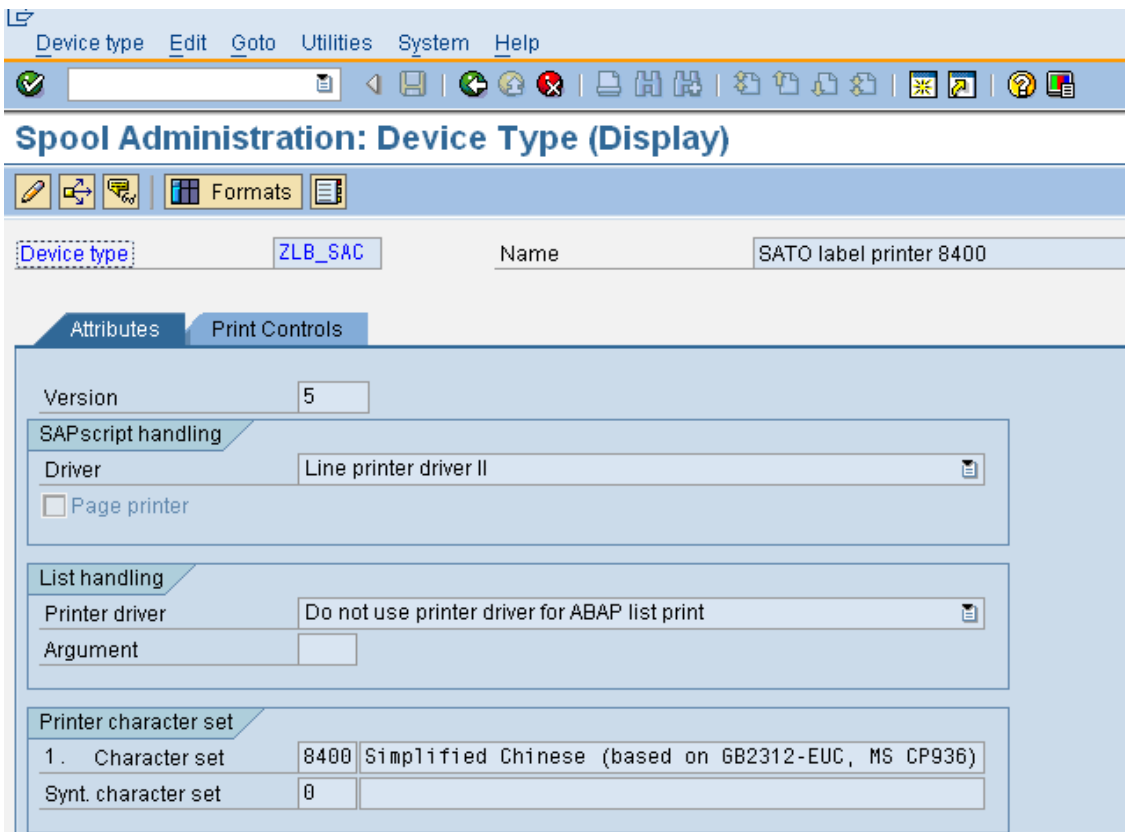 Device type Edit Goto Utilities System Help
Spool Administration: Device Type (Display)
Formats
Device type ZLB_SAC Name SATO label printer 8400
Attributes Print Controls
Version 5
SAPscript handling
Driver Line printer driver II
Page printer
List handling
Printer driver Do not use printer driver for ABAP list print
Argument
Printer character set
1. Character set 8400 Simplified Chinese (based on GB2312-EUC, MS CP936)
Synt. character set 0